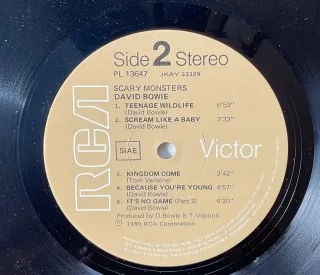 Side 2 Stereo
PL 13647 JKAY 33329
SCARY MONSTERS
DAVID BOWIE
1. TEENAGE WILDLIFE 6'53"
(David Bowie)
2. SCREAM LIKE A BABY 3'33"
(David Bowie)
RCA
SIAE
Victor
3. KINGDOM COME 3'42"
(Tom Verlaine)
4. BECAUSE YOU'RE YOUNG 4'57"
(David Bowie)
5. IT'S NO GAME (Part 2) 4'20"
(David Bowie)
Produced by D.Bowie & T.Visconti
℗ 1980 RCA Corporation